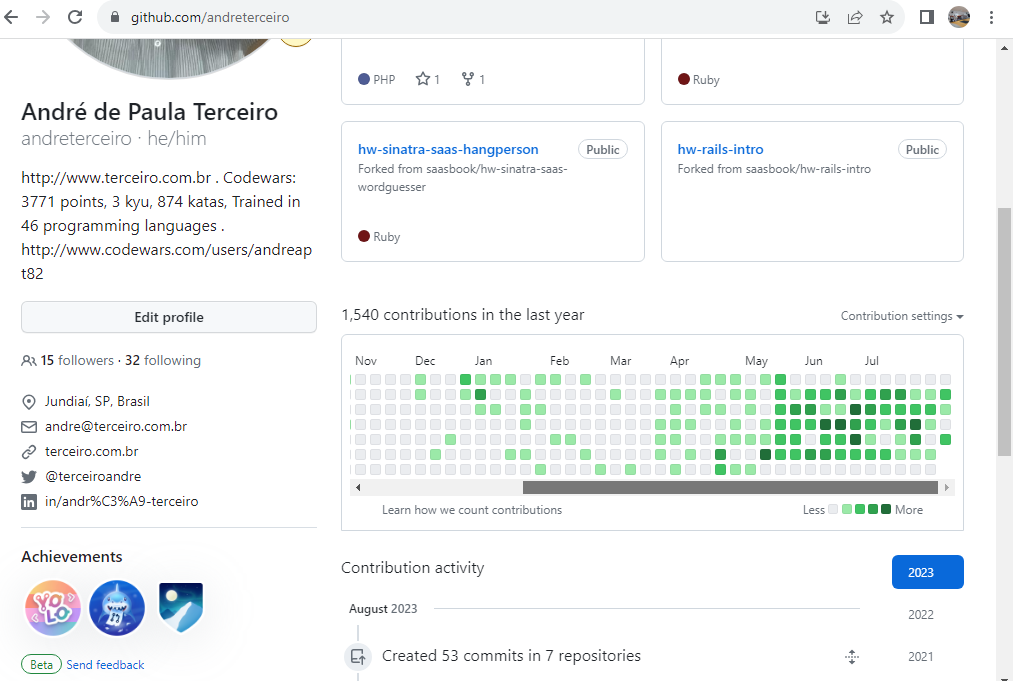 github.com/andreterceiro
PHP 1 1
Ruby
André de Paula Terceiro
andreterceiro · he/him
http://www.terceiro.com.br . Codewars:
3771 points, 3 kyu, 874 katas, Trained in
46 programming languages .
http://www.codewars.com/users/andreap
t82
Edit profile
15 followers · 32 following
Jundiaí, SP, Brasil
andre@terceiro.com.br
terceiro.com.br
@terceiroandre
in/andr%C3%A9-terceiro
Achievements
YOLO
Beta Send feedback
hw-sinatra-saas-hangperson Public
Forked from saasbook/hw-sinatra-saas-
wordguesser
Ruby
hw-rails-intro Public
Forked from saasbook/hw-rails-intro
1,540 contributions in the last year
Contribution settings
Nov Dec Jan Feb Mar Apr May Jun Jul
Learn how we count contributions
Less More
Contribution activity
2023
2022
2021
August 2023
Created 53 commits in 7 repositories